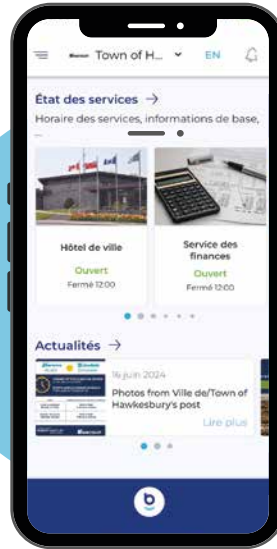 Town of H...
EN
État des services →
Horaire des services, informations de base,
...
Hôtel de ville
Ouvert
Fermé 12:00
Service des
finances
Ouvert
Fermé 12:00
Actualités →
16 juin 2024
Photos from Ville de/Town of
Hawkesbury's post
Lire plus
b